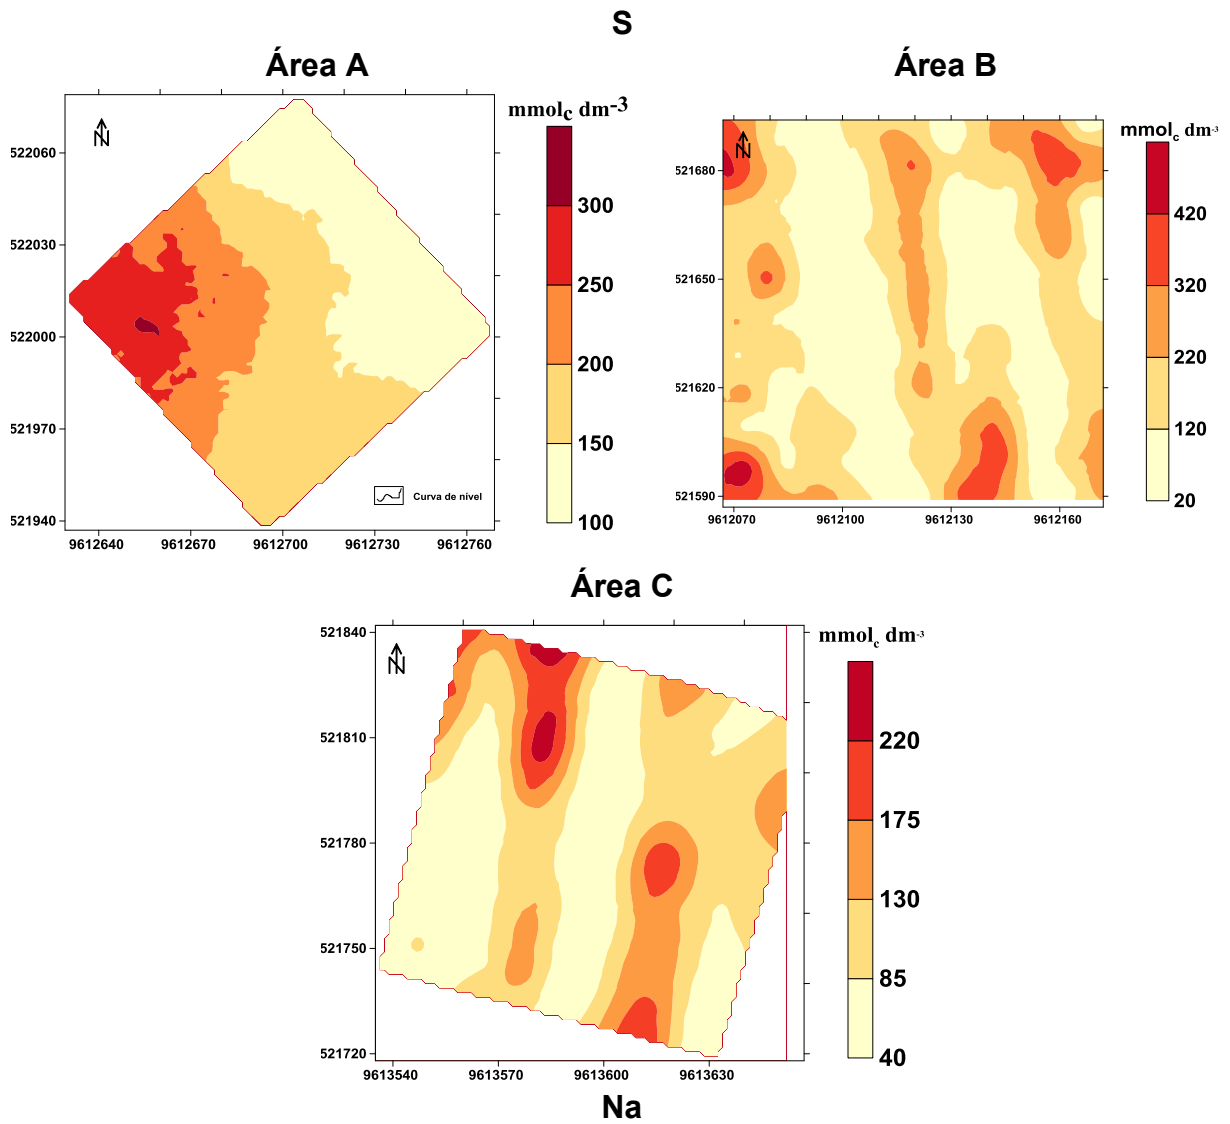 S
Área A
Área B
mmolc dm-3
N
522060
522030
522000
521970
521940
9612640 9612670 9612700 9612730 9612760
Curva de nivel
300
250
200
150
100
mmolc dm-3
N
521680
521650
521620
521590
9612070 9612100 9612130 9612160
420
320
220
120
20
Área C
mmolc dm-3
N
521840
521810
521780
521750
521720
9613540 9613570 9613600 9613630
220
175
130
85
40
Na